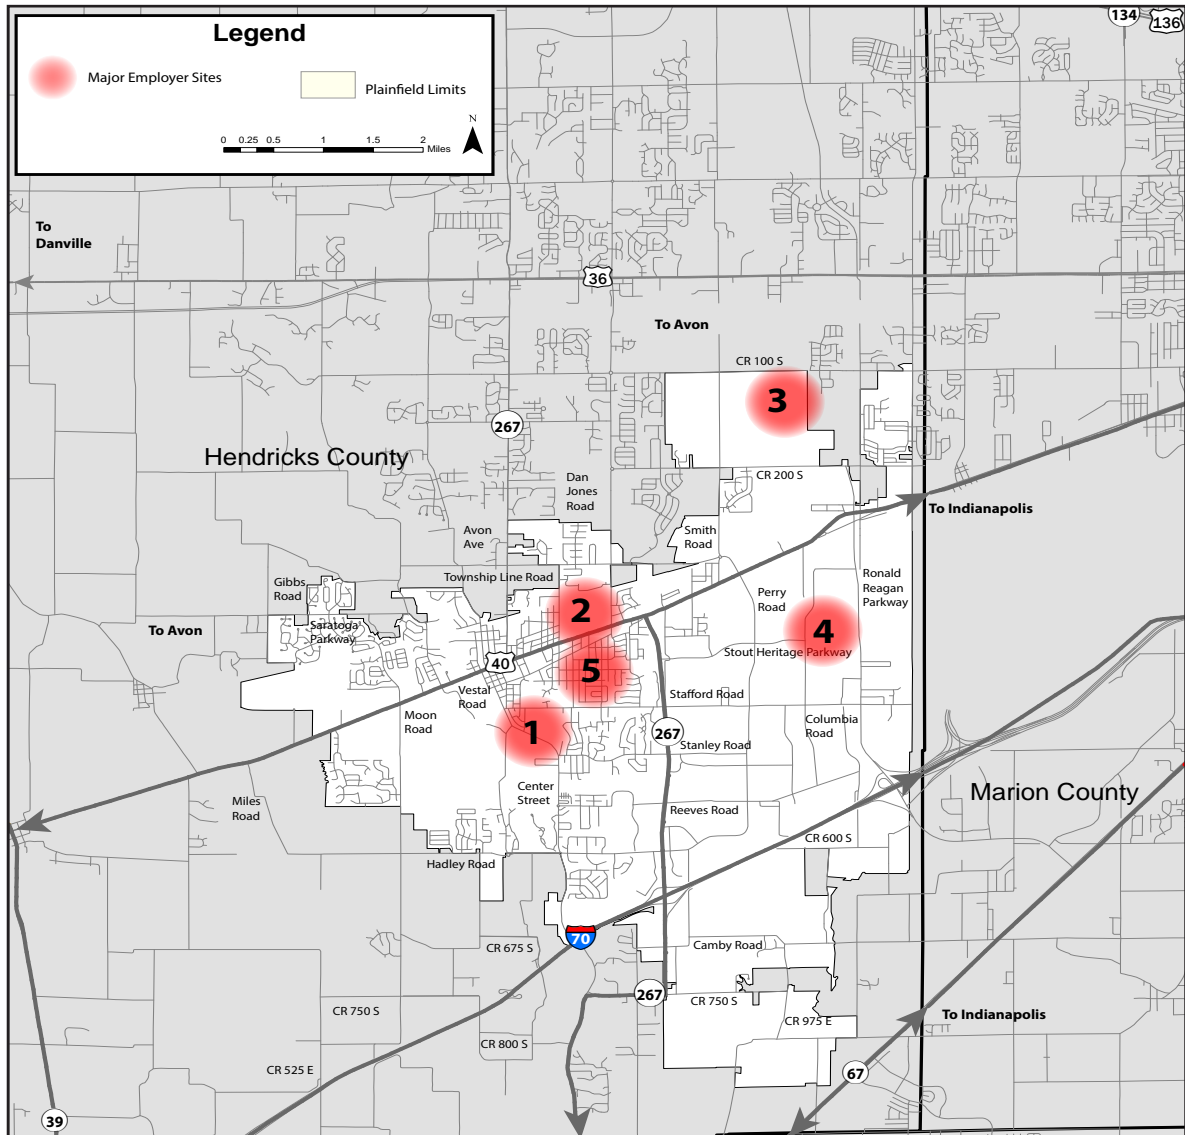 Legend
Major Employer Sites
Plainfield Limits
N
0 0.25 0.5 1 1.5 2
Miles
134
136
To
Danville
36
To Avon
CR 100 S
3
267
Hendricks County
Dan
Jones
Road
CR 200 S
To Indianapolis
Avon
Ave
Smith
Road
Township Line Road
Gibbs
Road
Ronald
Reagan
Parkway
Perry
Road
2
4
To Avon
Saratoga
Parkway
Stout Heritage Parkway
40
5
Vestal
Road
Stafford Road
Moon
Road
1
267
Columbia
Road
Stanley Road
Center
Street
Marion County
Miles
Road
Reeves Road
CR 600 S
Hadley Road
70
CR 675 S
Camby Road
267
CR 750 S
CR 750 S
CR 975 E
To Indianapolis
CR 800 S
CR 525 E
67
39